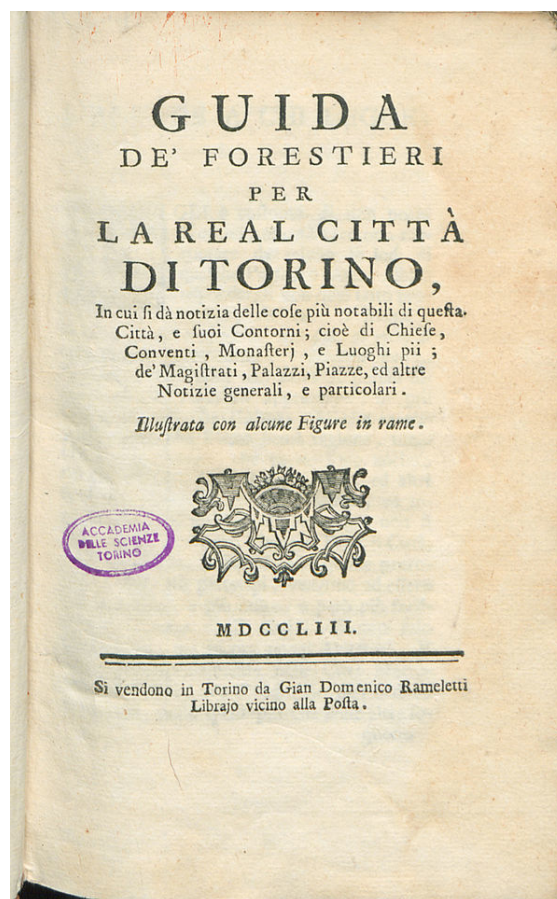 GUIDA
DE' FORESTIERI
PER
LA REAL CITTÀ
DI TORINO,
In cui ſi dà notizia delle coſe più notabili di queſta
Città, e ſuoi Contorni; cioè di Chieſe,
Conventi, Monaſterj, e Luoghi pii;
de' Magiſtrati, Palazzi, Piazze, ed altre
Notizie generali, e particolari.
Illuſtrata con alcune Figure in rame.
ACCADEMIA
DELLE SCIENZE
TORINO
MDCCLIII.
Si vendono in Torino da Gian Domenico Rameletti
Librajo vicino alla Poſta.